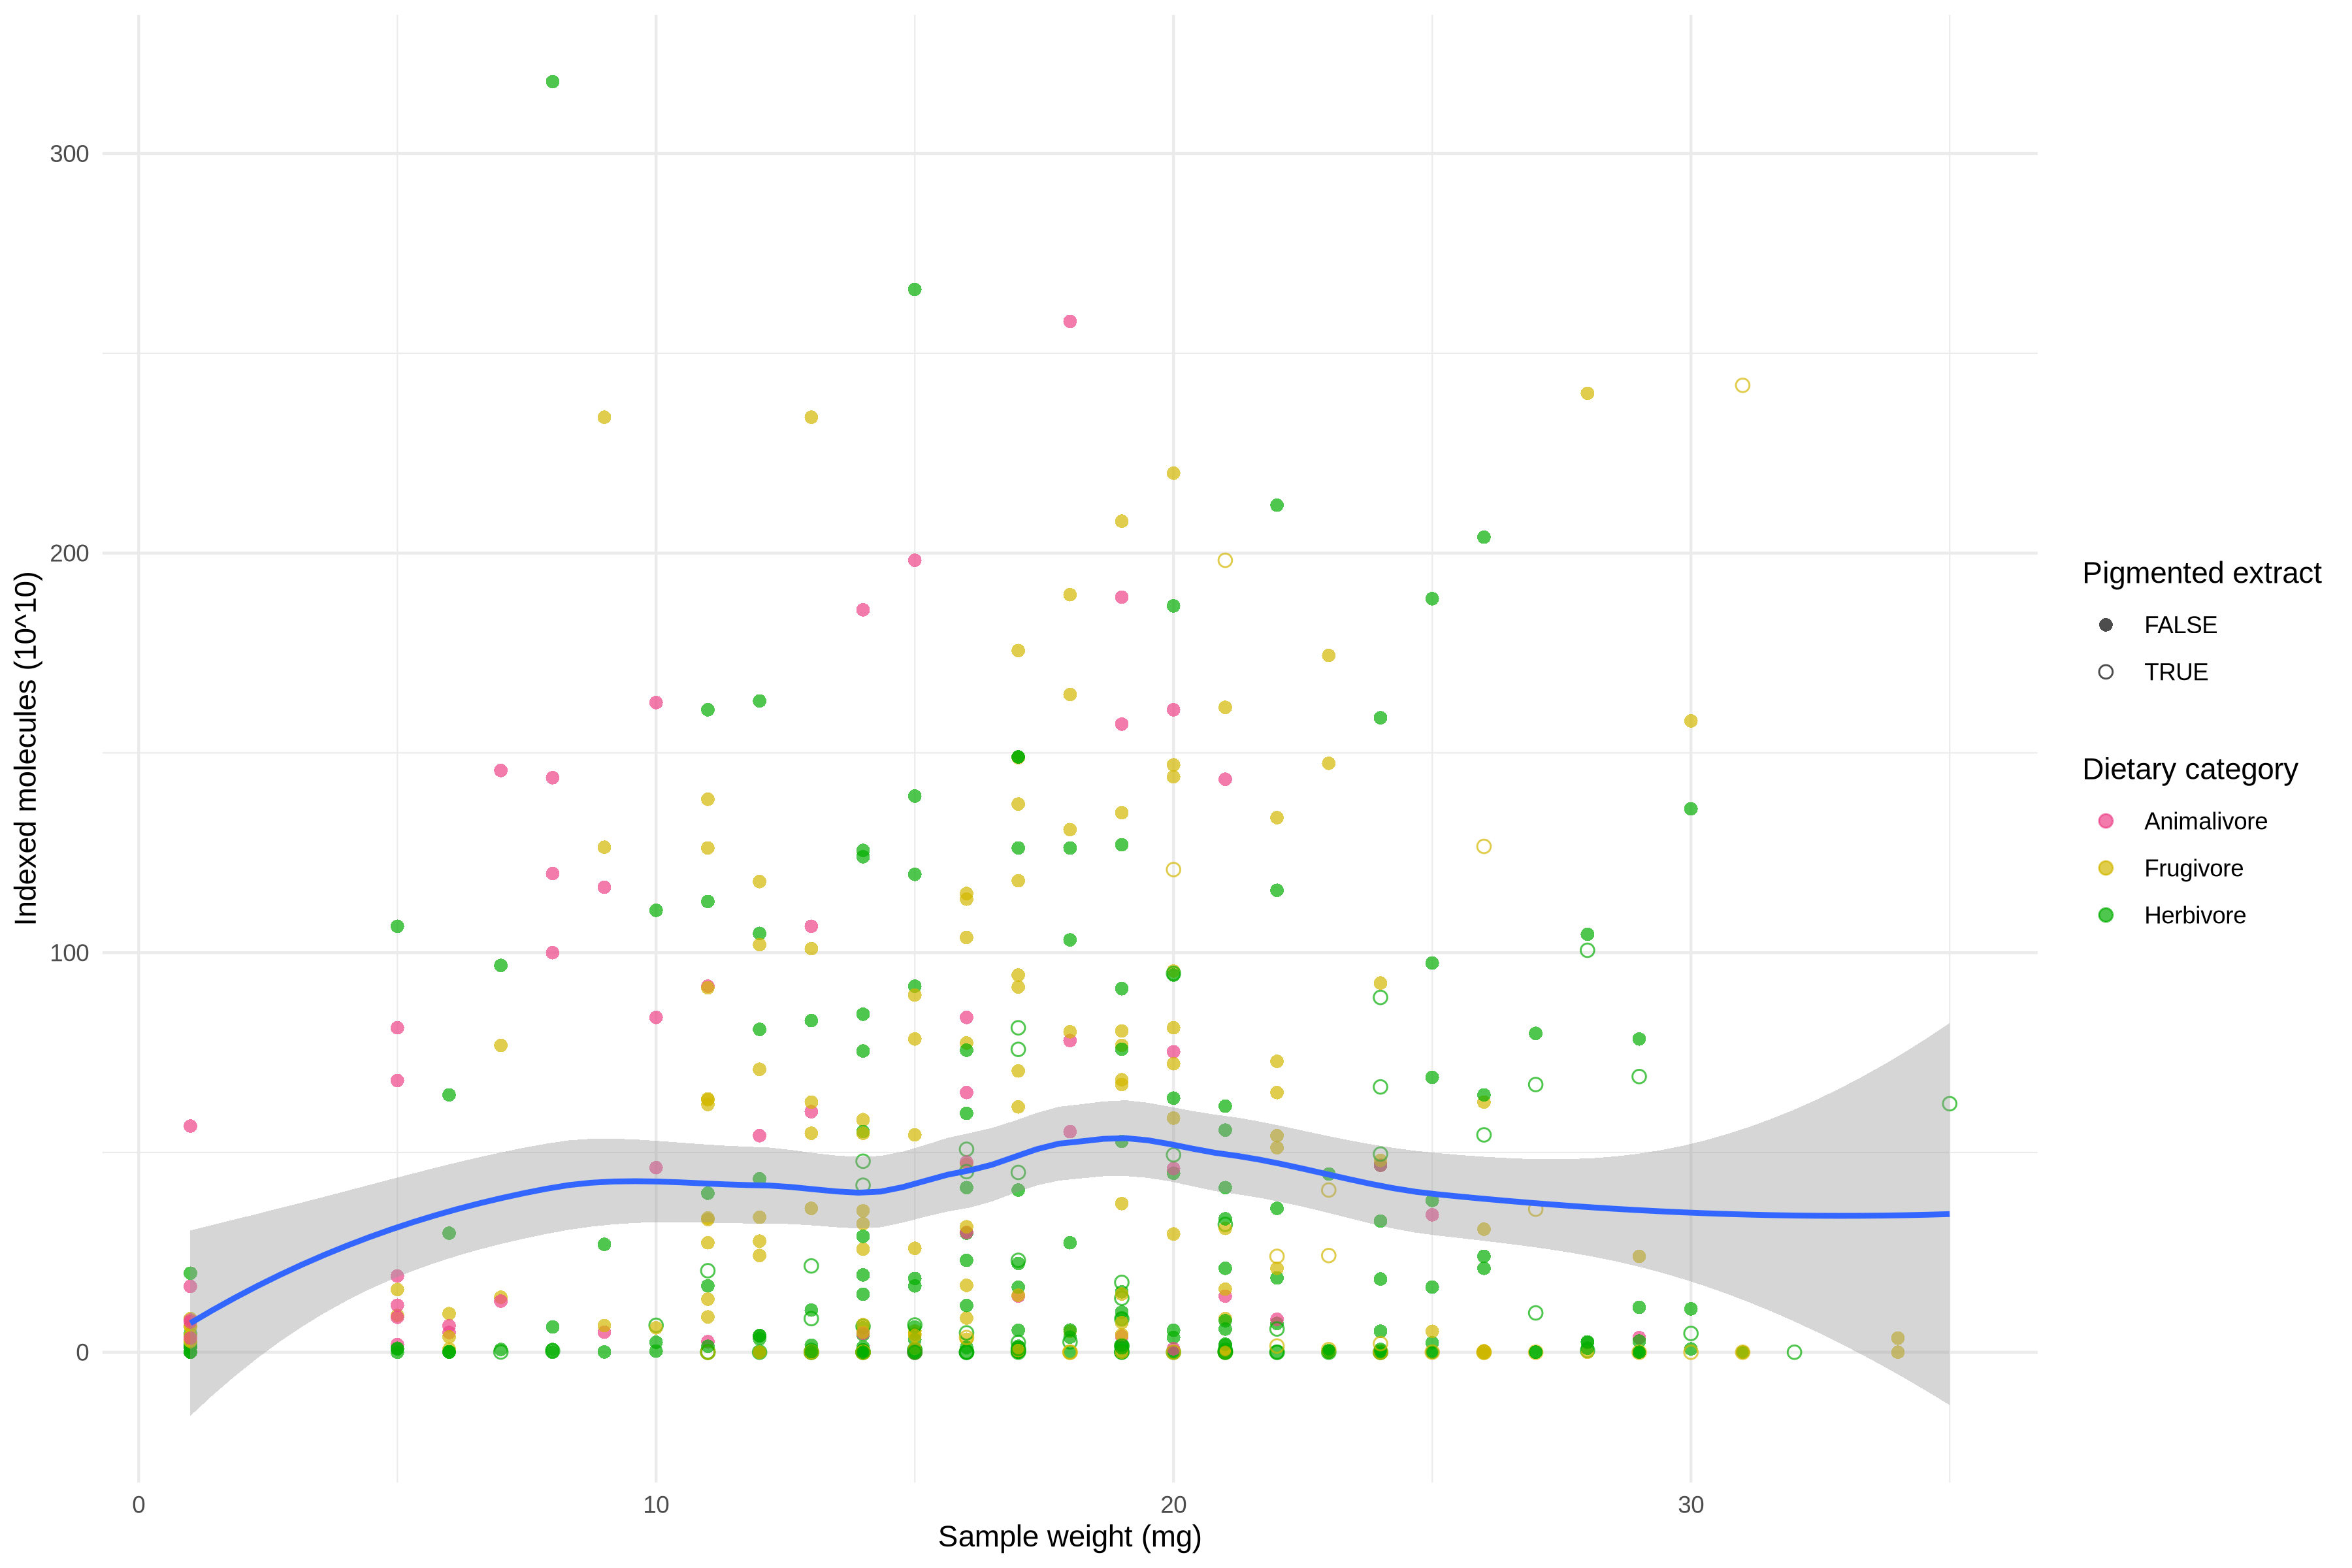 300
200
100
0
Indexed molecules (10^10)
0
10
20
30
Sample weight (mg)
Pigmented extract
FALSE
TRUE
Dietary category
Animalivore
Frugivore
Herbivore